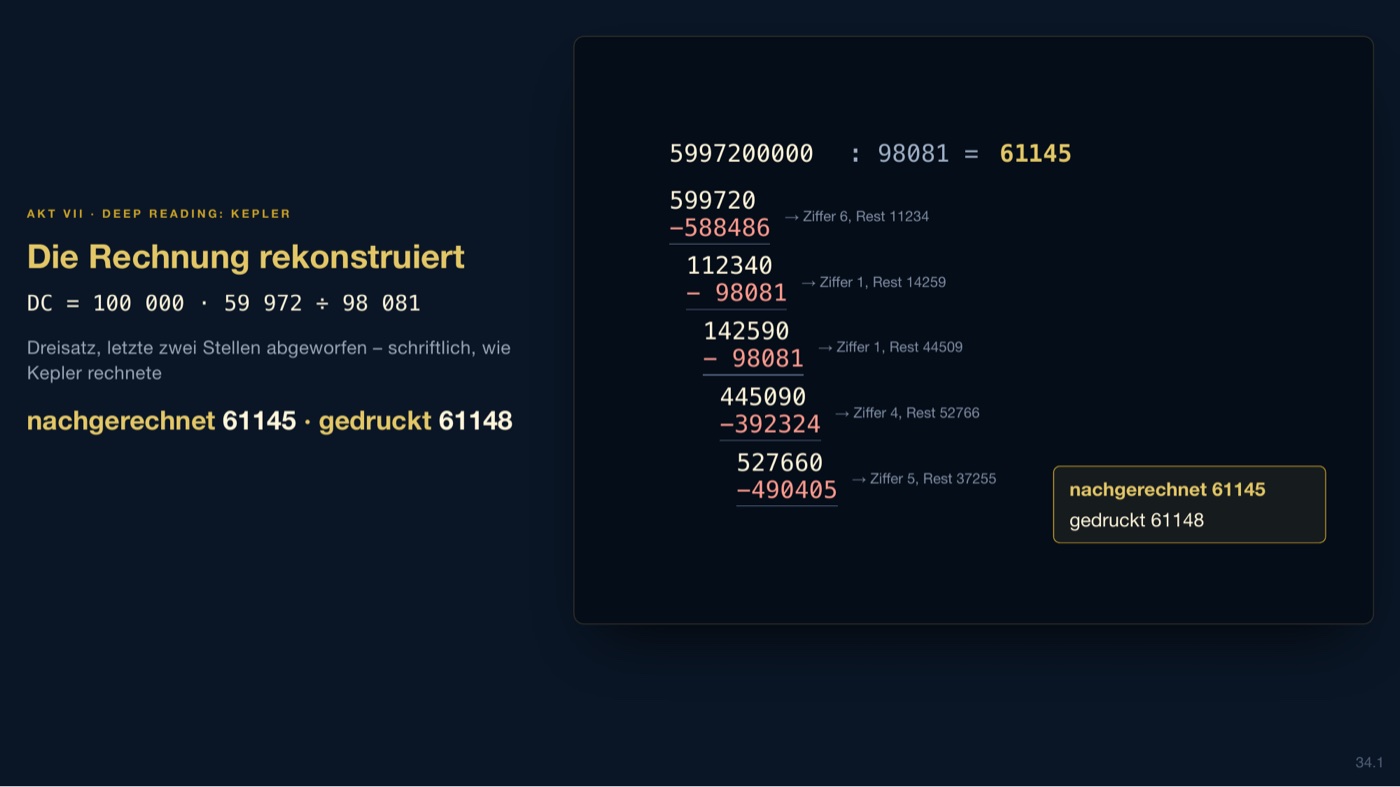 AKT VII · DEEP READING: KEPLER
Die Rechnung rekonstruiert
DC = 100 000 · 59 972 ÷ 98 081
Dreisatz, letzte zwei Stellen abgeworfen – schriftlich, wie
Kepler rechnete
nachgerechnet 61145 · gedruckt 61148
5997200000 : 98081 = 61145
599720
−588486 → Ziffer 6, Rest 11234
112340
− 98081 → Ziffer 1, Rest 14259
142590
− 98081 → Ziffer 1, Rest 44509
445090
−392324 → Ziffer 4, Rest 52766
527660
−490405 → Ziffer 5, Rest 37255
nachgerechnet 61145
gedruckt 61148
34.1